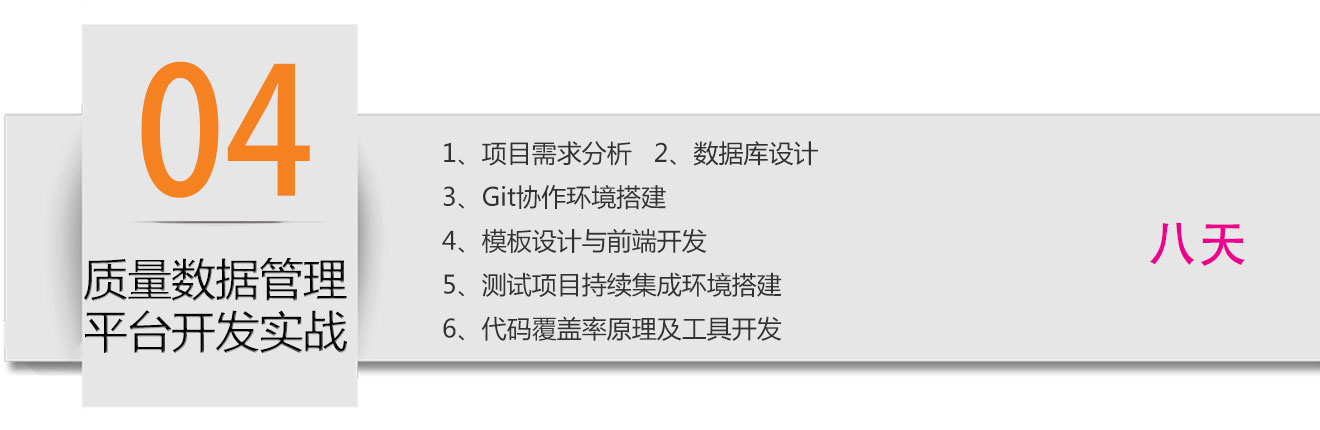 04
质量数据管理
平台开发实战
1、项目需求分析 2、数据库设计
3、Git协作环境搭建
4、模板设计与前端开发
5、测试项目持续集成环境搭建
6、代码覆盖率原理及工具开发
八天